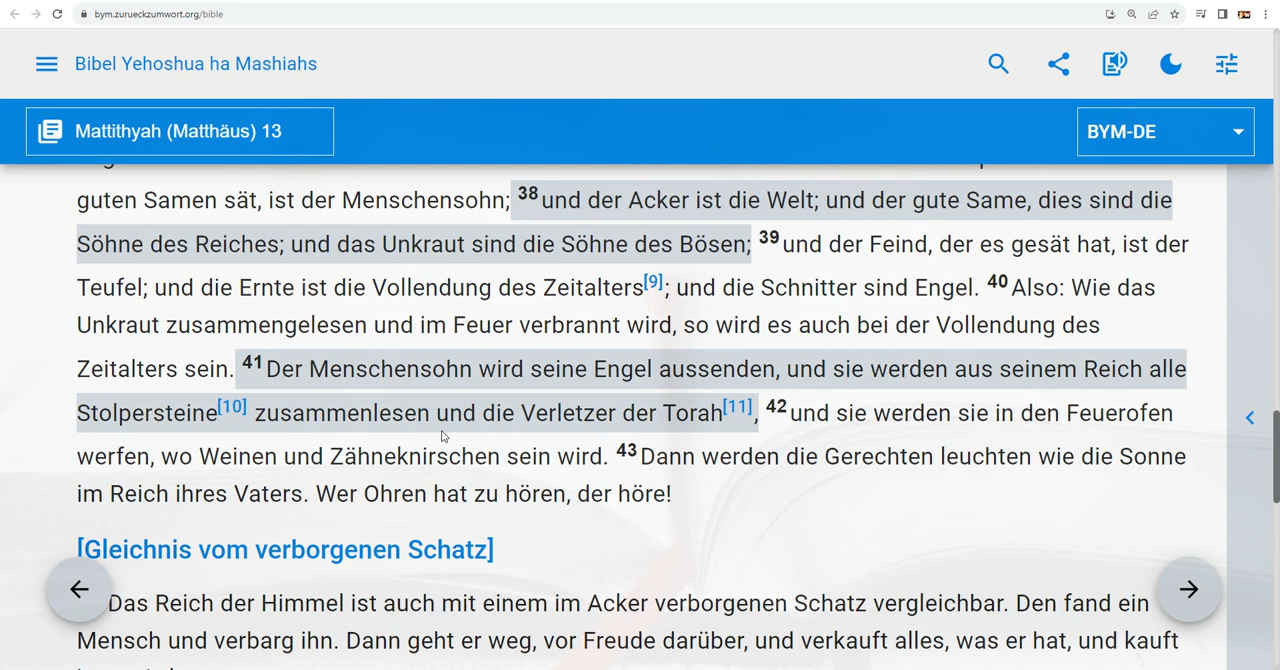 bym.zurueckzumwort.org/bible
Bibel Yehoshua ha Mashiahs
Mattithyah (Matthäus) 13
BYM-DE
guten Samen sät, ist der Menschensohn; 38 und der Acker ist die Welt; und der gute Same, dies sind die
Söhne des Reiches; und das Unkraut sind die Söhne des Bösen; 39 und der Feind, der es gesät hat, ist der
Teufel; und die Ernte ist die Vollendung des Zeitalters[9]; und die Schnitter sind Engel. 40 Also: Wie das
Unkraut zusammengelesen und im Feuer verbrannt wird, so wird es auch bei der Vollendung des
Zeitalters sein. 41 Der Menschensohn wird seine Engel aussenden, und sie werden aus seinem Reich alle
Stolpersteine[10] zusammenlesen und die Verletzer der Torah[11], 42 und sie werden sie in den Feuerofen
werfen, wo Weinen und Zähneknirschen sein wird. 43 Dann werden die Gerechten leuchten wie die Sonne
im Reich ihres Vaters. Wer Ohren hat zu hören, der höre!
[Gleichnis vom verborgenen Schatz]
Das Reich der Himmel ist auch mit einem im Acker verborgenen Schatz vergleichbar. Den fand ein
Mensch und verbarg ihn. Dann geht er weg, vor Freude darüber, und verkauft alles, was er hat, und kauft